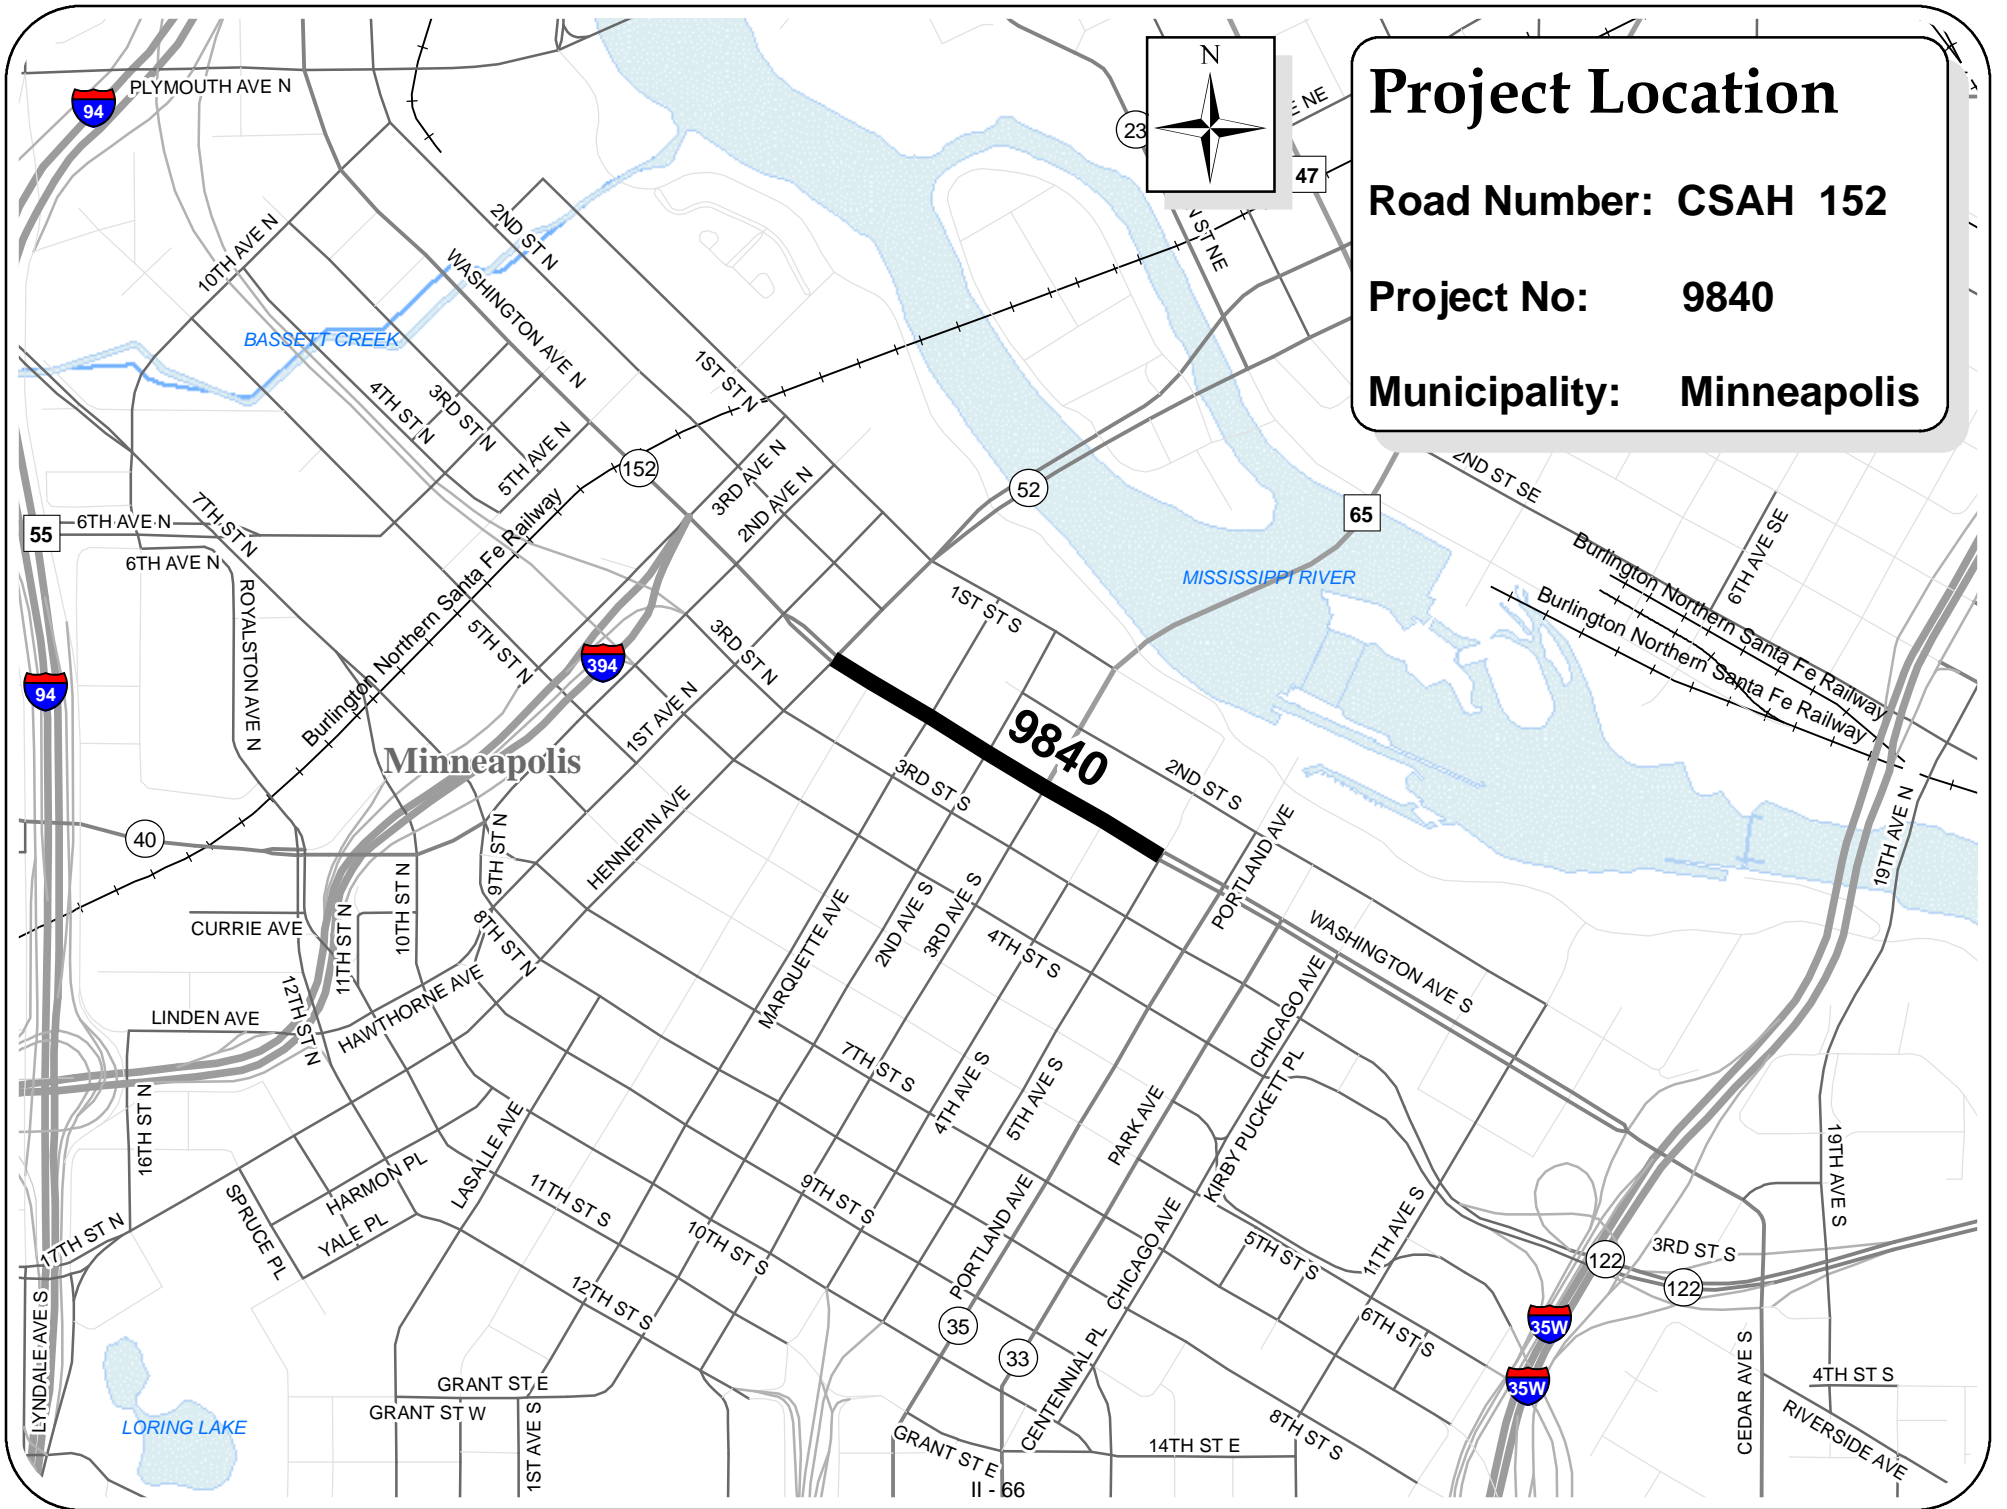 Project Location
Road Number: CSAH 152
Project No: 9840
Municipality: Minneapolis
N
94
PLYMOUTH AVE N
23
E NE
47
N ST NE
10TH AVE N
2ND ST N
WASHINGTON AVE N
BASSETT CREEK
1ST ST N
4TH ST N
3RD ST N
5TH AVE N
152
3RD AVE N
2ND AVE N
52
65
2ND ST SE
6TH AVE SE
Burlington Northern Santa Fe Railway
Burlington Northern Santa Fe Railway
55
6TH AVE N
7TH ST N
6TH AVE N
ROYALSTON AVE N
Burlington Northern Santa Fe Railway
5TH ST N
394
3RD ST N
1ST AVE N
MISSISSIPPI RIVER
1ST ST S
94
Minneapolis
9840
2ND ST S
3RD ST S
PORTLAND AVE
19TH AVE N
40
9TH ST N
HENNEPIN AVE
CURRIE AVE
11TH ST N
10TH ST N
8TH ST N
MARQUETTE AVE
2ND AVE S
3RD AVE S
4TH ST S
WASHINGTON AVE S
LINDEN AVE
12TH ST N
HAWTHORNE AVE
CHICAGO AVE
7TH ST S
4TH AVE S
5TH AVE S
PARK AVE
KIRBY PUCKETT PL
16TH ST N
LASALLE AVE
HARMON PL
YALE PL
SPRUCE PL
17TH ST N
11TH ST S
9TH ST S
10TH ST S
12TH ST S
PORTLAND AVE
CHICAGO AVE
5TH ST S
11TH AVE S
6TH ST S
19TH AVE S
122
3RD ST S
122
35W
35W
35
33
CENTENNIAL PL
LYNDALE AVE S
LORING LAKE
GRANT ST E
GRANT ST W
1ST AVE S
GRANT ST E
14TH ST E
8TH ST S
CEDAR AVE S
4TH ST S
RIVERSIDE AVE
II - 66